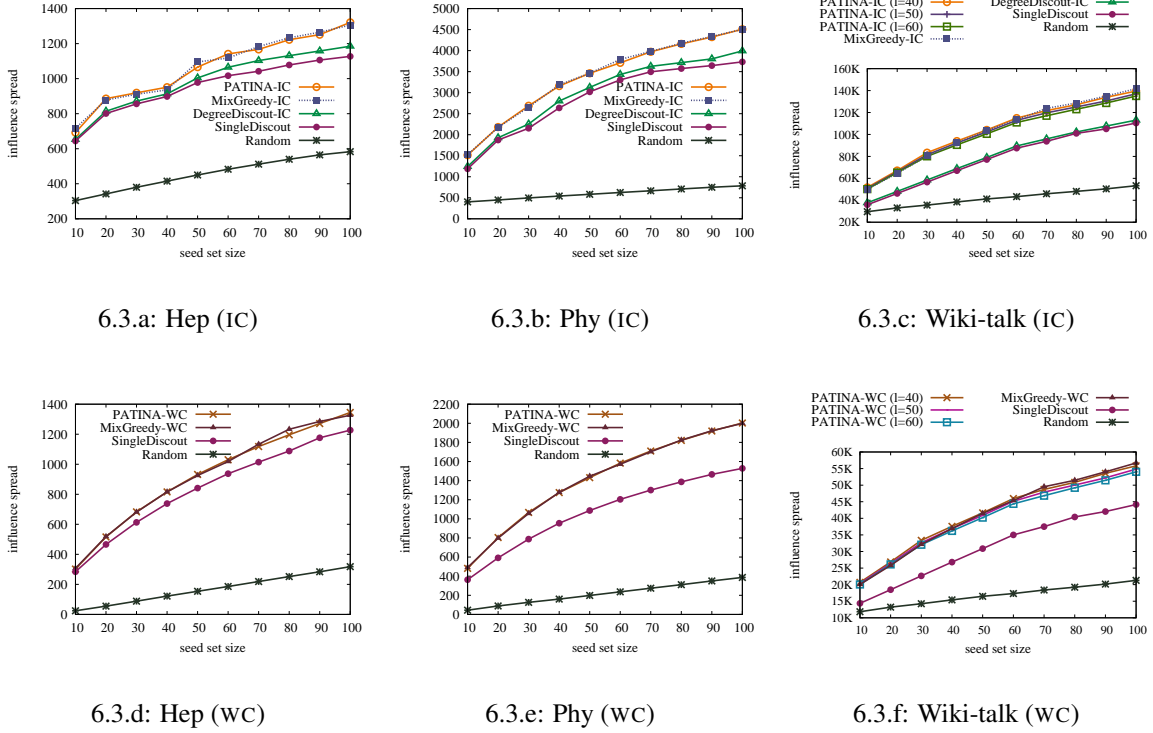 1400
1200
1000
800
600
400
200
influence spread
PATINA-IC
MixGreedy-IC
DegreeDiscout-IC
SingleDiscout
Random
10 20 30 40 50 60 70 80 90 100
seed set size
6.3.a: Hep (IC)
5000
4500
4000
3500
3000
2500
2000
1500
1000
500
0
influence spread
PATINA-IC
MixGreedy-IC
DegreeDiscout-IC
SingleDiscout
Random
10 20 30 40 50 60 70 80 90 100
seed set size
6.3.b: Phy (IC)
PATINA-IC (l=40)
PATINA-IC (l=50)
PATINA-IC (l=60)
MixGreedy-IC
DegreeDiscout-IC
SingleDiscout
Random
160K
140K
120K
100K
80K
60K
40K
20K
influence spread
10 20 30 40 50 60 70 80 90 100
seed set size
6.3.c: Wiki-talk (IC)
1400
1200
1000
800
600
400
200
0
influence spread
PATINA-WC
MixGreedy-WC
SingleDiscout
Random
10 20 30 40 50 60 70 80 90 100
seed set size
6.3.d: Hep (WC)
2200
2000
1800
1600
1400
1200
1000
800
600
400
200
0
influence spread
PATINA-WC
MixGreedy-WC
SingleDiscout
Random
10 20 30 40 50 60 70 80 90 100
seed set size
6.3.e: Phy (WC)
PATINA-WC (l=40)
PATINA-WC (l=50)
PATINA-WC (l=60)
MixGreedy-WC
SingleDiscout
Random
60K
55K
50K
45K
40K
35K
30K
25K
20K
15K
10K
influence spread
10 20 30 40 50 60 70 80 90 100
seed set size
6.3.f: Wiki-talk (WC)